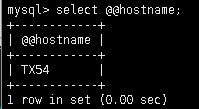 mysql> select @@hostname;
+------------+
| @@hostname |
+------------+
| TX54       |
+------------+
1 row in set (0.00 sec)